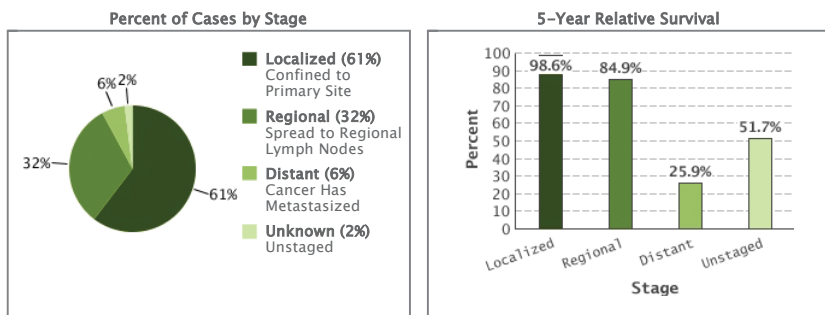 Percent of Cases by Stage
6%
2%
32%
61%
Localized (61%)
Confined to
Primary Site
Regional (32%)
Spread to Regional
Lymph Nodes
Distant (6%)
Cancer Has
Metastasized
Unknown (2%)
Unstaged
5-Year Relative Survival
Percent
100
90
80
70
60
50
40
30
20
10
0
98.6%
84.9%
25.9%
51.7%
Localized
Regional
Distant
Unstaged
Stage